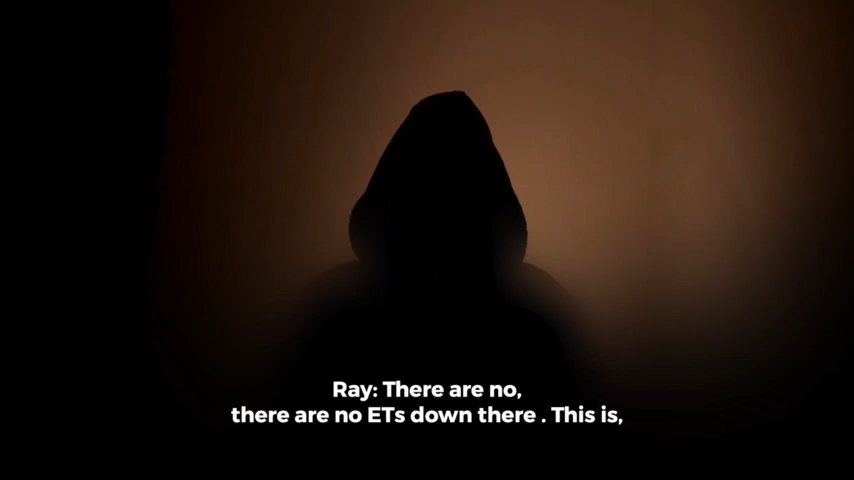 Ray: There are no,
there are no ETs down there . This is,